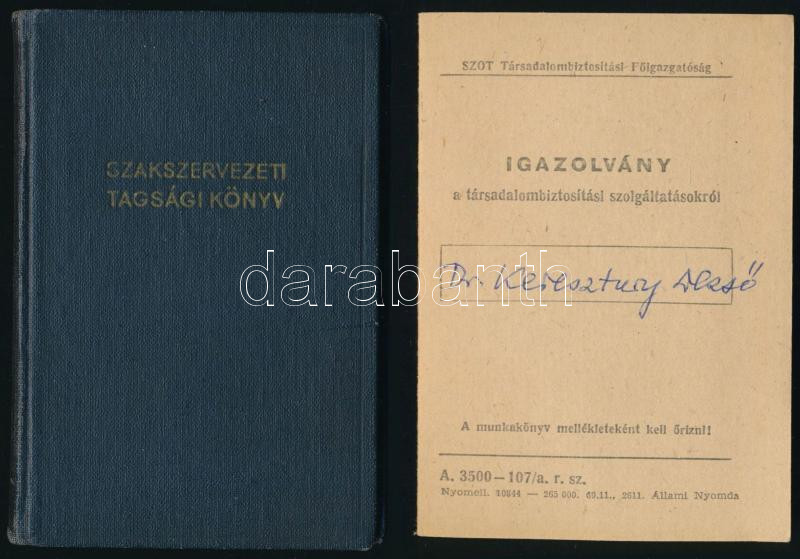 SZAKSZERVEZETI
TAGSÁGI KÖNYV
SZOT Társadalombiztosítási Főigazgatóság
IGAZOLVÁNY
a társadalombiztosítási szolgáltatásokról
Dr. Keresztury Dezső
A munkakönyv mellékleteként kell őrizni!
A. 3500—107/a. r. sz.
Nyomell. 10844 — 265 000. 69.11., 2611. Állami Nyomda
darabanth